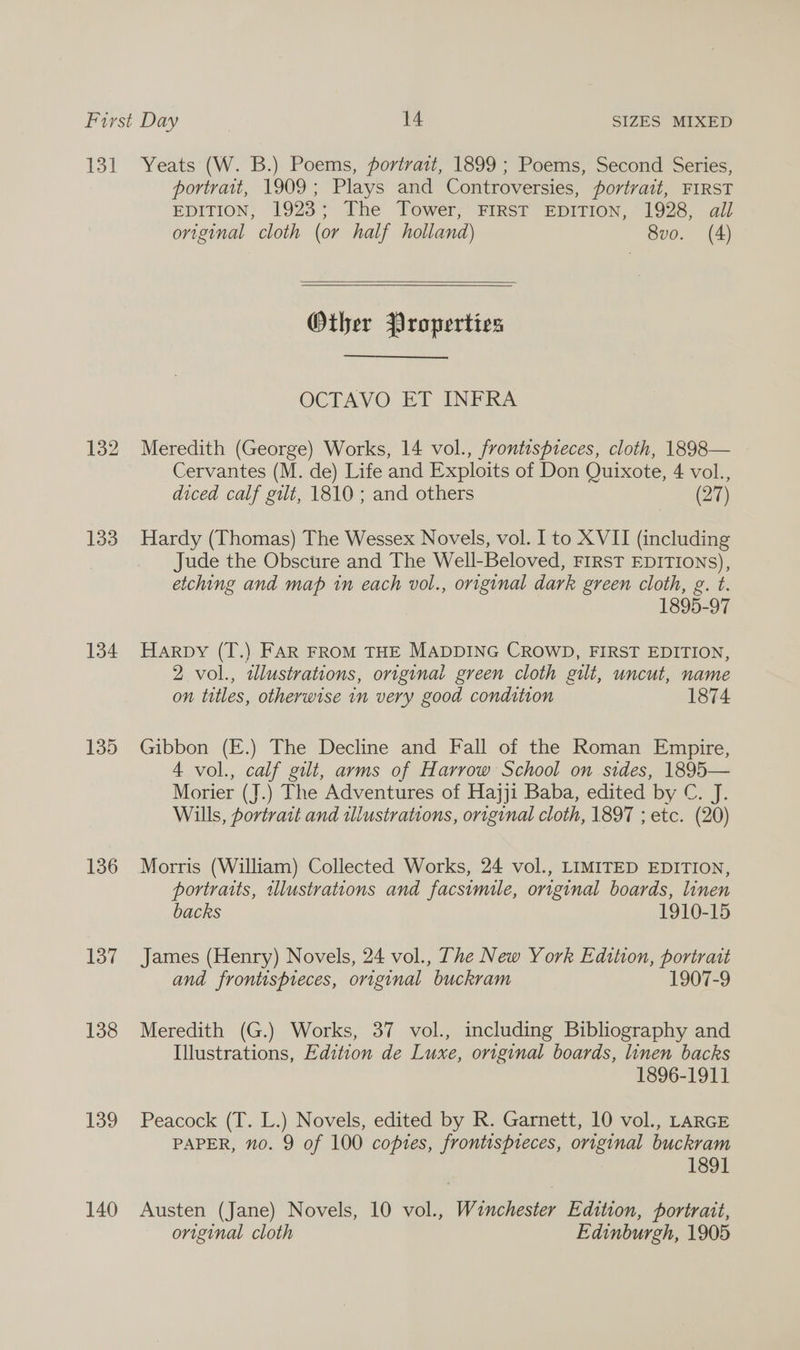 First Day 14 SIZES MIXED
131 Yeats (W. B.) Poems, portrait, 1899 ; Poems, Second Series,
portrait, 1909 ; Plays and Controversies, portrait, FIRST
EDITION, 1923 ; The Tower, FIRST EDITION, 1928, all
original cloth (or half holland) 8vo. (4)
Other Properties
OCTAVO ET INFRA
132 Meredith (George) Works, 14 vol., frontispieces, cloth, 1898—
Cervantes (M. de) Life and Exploits of Don Quixote, 4 vol.,
diced calf gilt, 1810 ; and others (27)
133 Hardy (Thomas) The Wessex Novels, vol. I to XVII (including
Jude the Obscure and The Well-Beloved, FIRST EDITIONS),
etching and map in each vol., original dark green cloth, g. t.
1895-97
134 HARDY (T.) FAR FROM THE MADDING CROWD, FIRST EDITION,
2 vol., illustrations, original green cloth gilt, uncut, name
on titles, otherwise in very good condition 1874
135 Gibbon (E.) The Decline and Fall of the Roman Empire,
4 vol., calf gilt, arms of Harrow School on sides, 1895—
Morier (J.) The Adventures of Hajji Baba, edited by C. J.
Wills, portrait and illustrations, original cloth, 1897 ; etc. (20)
136 Morris (William) Collected Works, 24 vol., LIMITED EDITION,
portraits, illustrations and facsimile, original boards, linen
backs 1910-15
137 James (Henry) Novels, 24 vol., The New York Edition, portrait
and frontispieces, original buckram 1907-9
138 Meredith (G.) Works, 37 vol., including Bibliography and
Illustrations, Edition de Luxe, original boards, linen backs
1896-1911
139 Peacock (T. L.) Novels, edited by R. Garnett, 10 vol., LARGE
PAPER, no. 9 of 100 copies, frontispieces, original buckram
1891
140 Austen (Jane) Novels, 10 vol., Winchester Edition, portrait,
original cloth Edinburgh, 1905